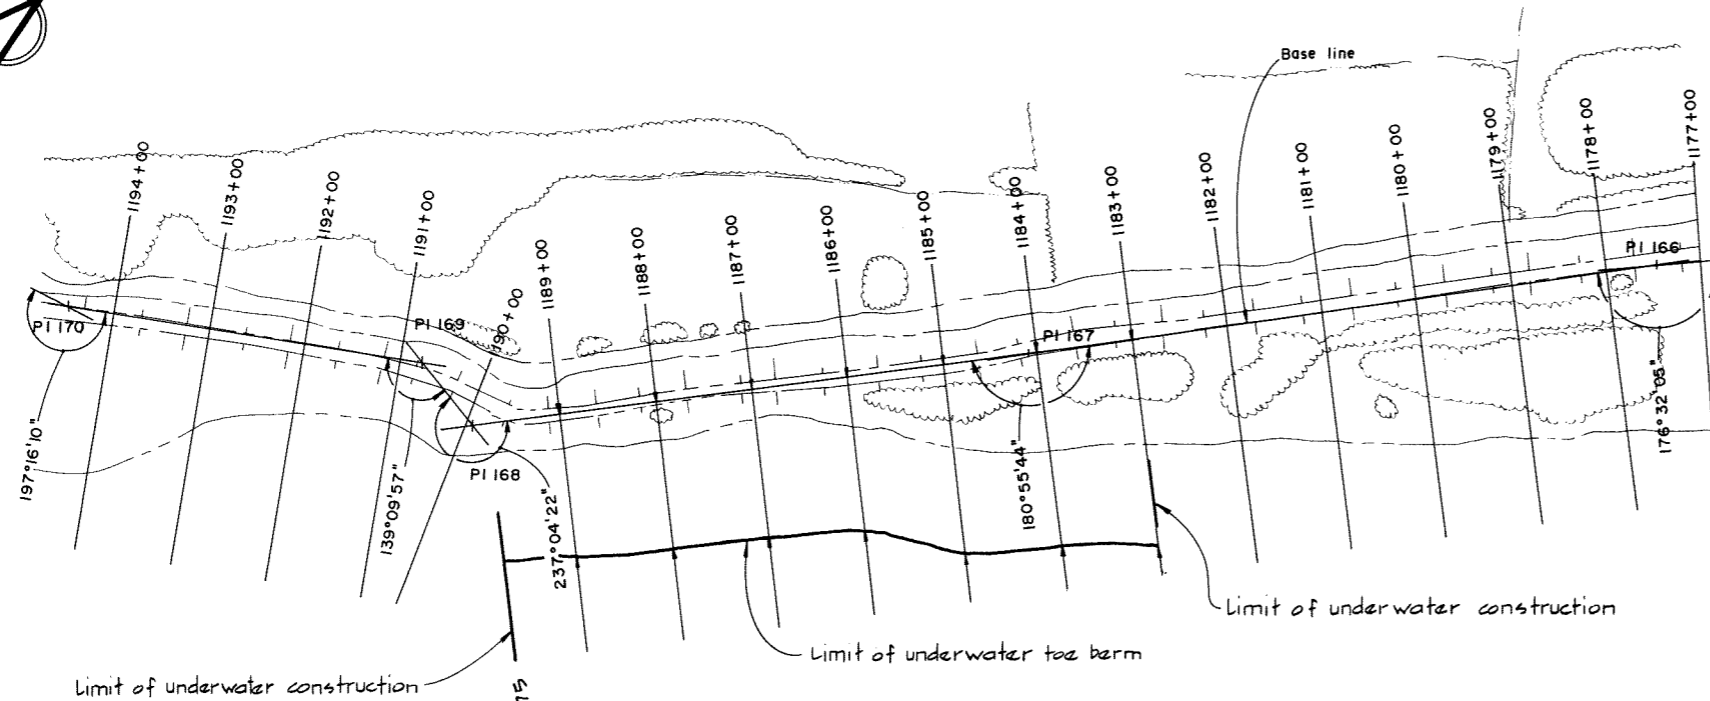 Base line
1194+00
1193+00
1192+00
1191+00
1189+00
1188+00
1187+00
1186+00
1185+00
1184+00
1183+00
1182+00
1181+00
1180+00
1179+00
1178+00
1177+00
PI 166
PI 170
PI 169
PI 167
PI 168
197°16'10"
139°09'57"
237°04'22"
180°55'44"
176°32'05"
Limit of underwater construction
Limit of underwater toe berm
Limit of underwater construction
75